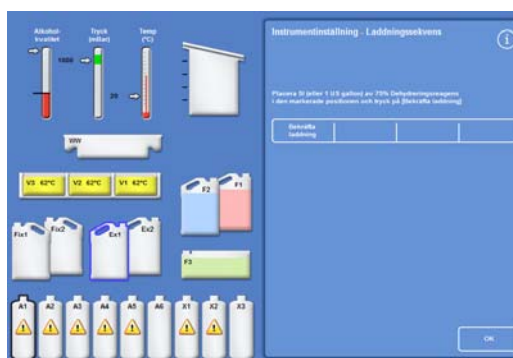 Alkohol-
kvalitet
Tryck
(mBar)
Temp
(°C)
1000
20
WW
V3 62°C
V2 62°C
V1 62°C
F2
F1
Fix1
Fix2
Ex1
Ex2
F3
A1
A2
A3
A4
A5
A6
X1
X2
X3
Instrumentinställning - Laddningssekvens
i
Placera 5l (eller 1 US gallon) av 75% Dehydreringsreagens
i den markerade positionen och tryck på [Bekräfta laddning]
Bekräfta
laddning
OK